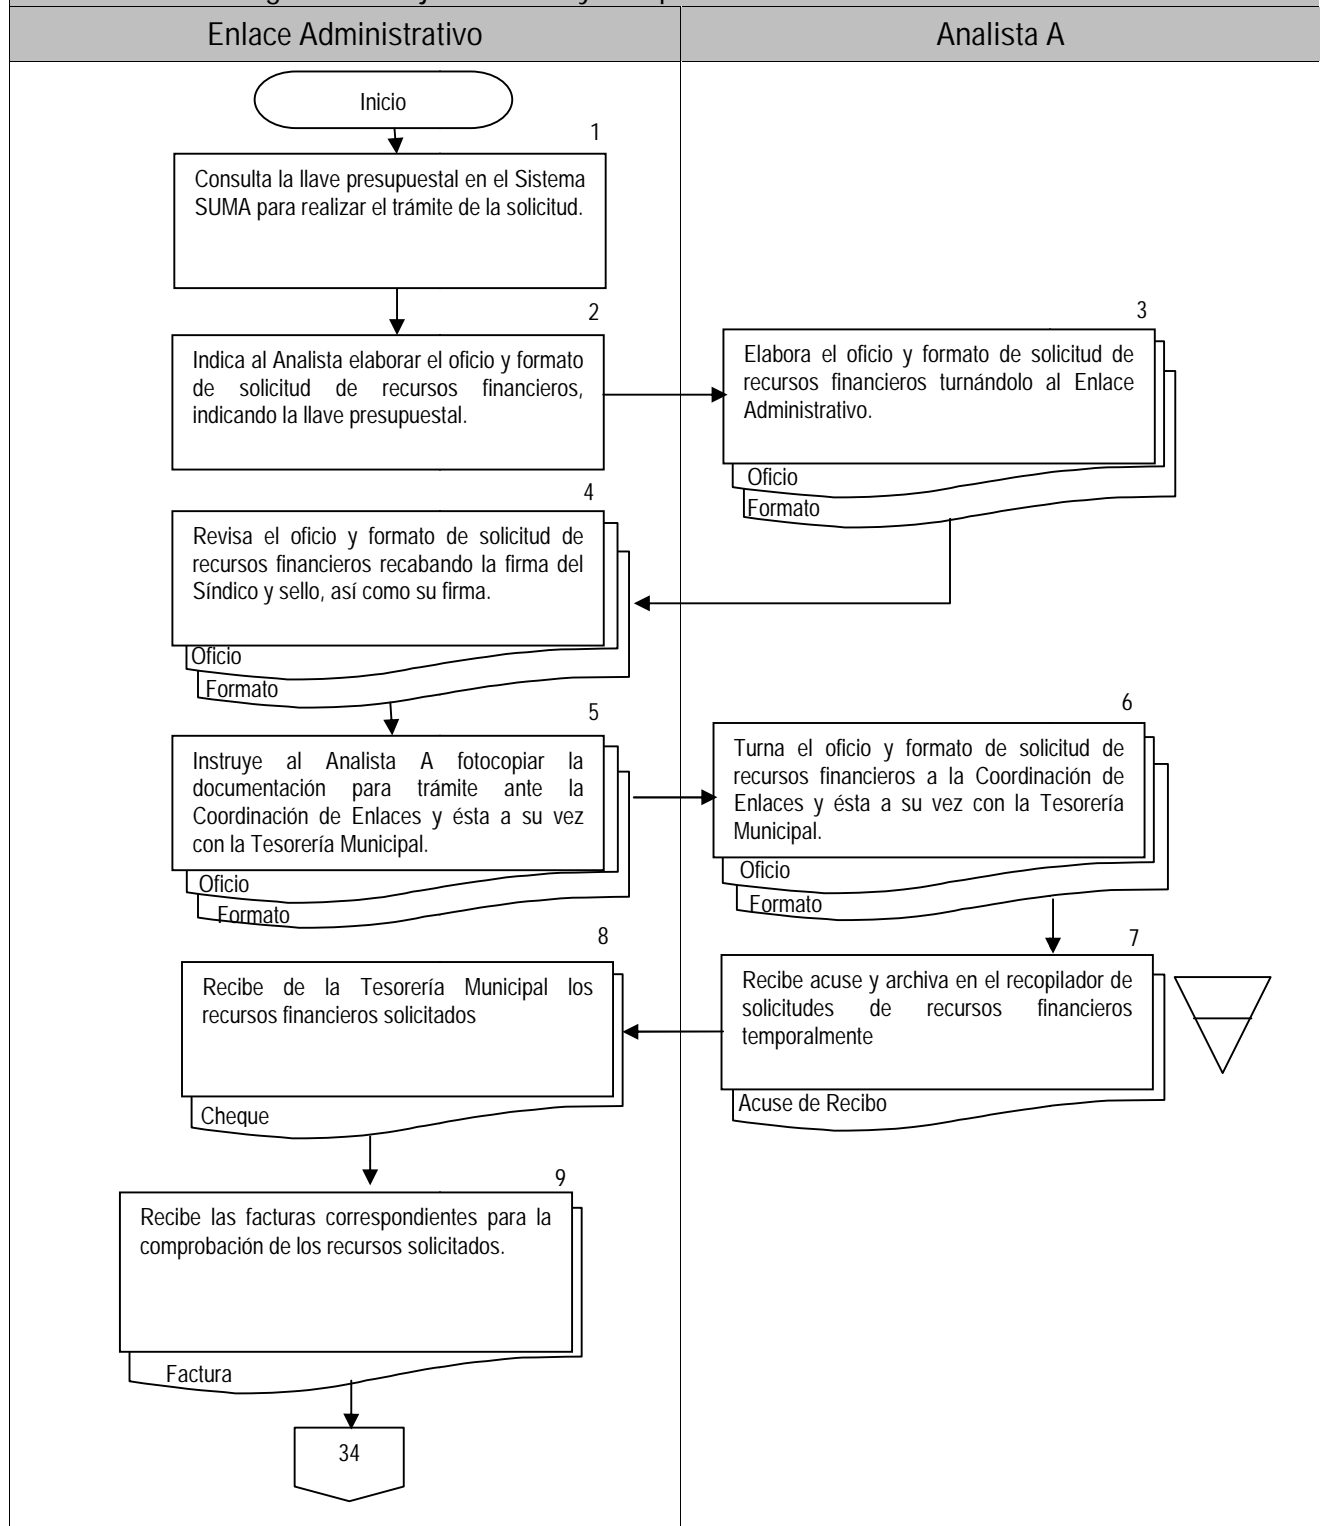 Enlace Administrativo
Analista A
Inicio
1
Consulta la llave presupuestal en el Sistema
SUMA para realizar el trámite de la solicitud.
2
Indica al Analista elaborar el oficio y formato
de solicitud de recursos financieros,
indicando la llave presupuestal.
3
Elabora el oficio y formato de solicitud de
recursos financieros turnándolo al Enlace
Administrativo.
Oficio
Formato
4
Revisa el oficio y formato de solicitud de
recursos financieros recabando la firma del
Síndico y sello, así como su firma.
Oficio
Formato
5
Instruye al Analista A fotocopiar la
documentación para trámite ante la
Coordinación de Enlaces y ésta a su vez
con la Tesorería Municipal.
Oficio
Formato
6
Turna el oficio y formato de solicitud de
recursos financieros a la Coordinación de
Enlaces y ésta a su vez con la Tesorería
Municipal.
Oficio
Formato
7
Recibe acuse y archiva en el recopilador de
solicitudes de recursos financieros
temporalmente
Acuse de Recibo
8
Recibe de la Tesorería Municipal los
recursos financieros solicitados
Cheque
9
Recibe las facturas correspondientes para la
comprobación de los recursos solicitados.
Factura
34